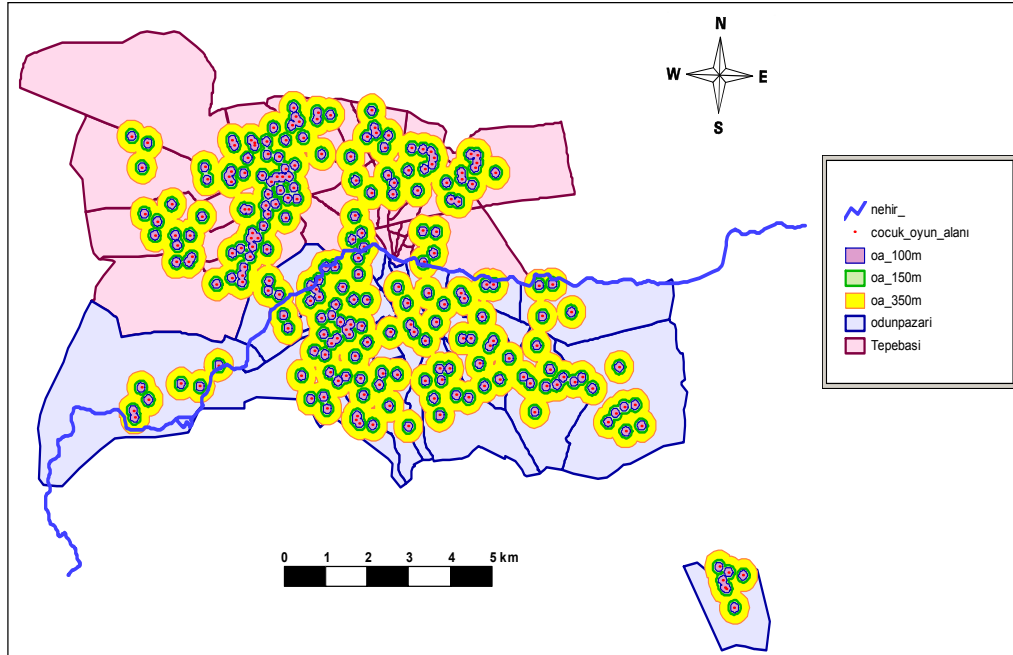 N
W E
S
nehir_
cocuk_oyun_alanı
oa_100m
oa_150m
oa_350m
odunpazari
Tepebasi
0 1 2 3 4 5 km